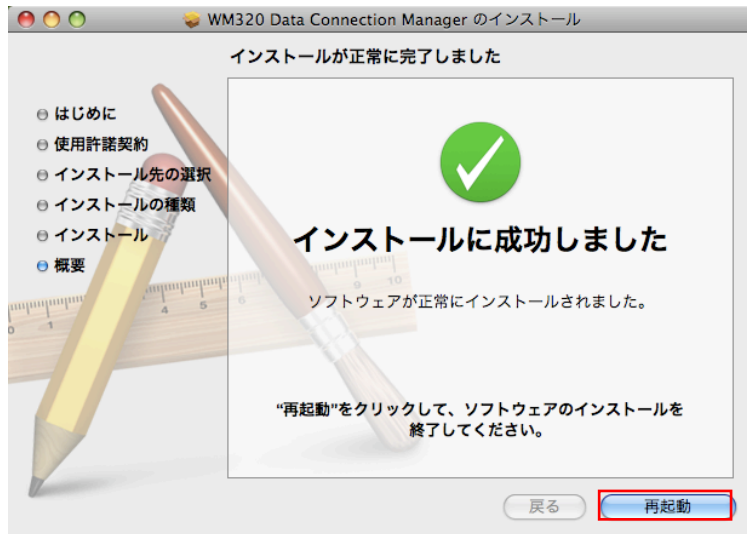 WM320 Data Connection Manager のインストール
インストールが正常に完了しました
はじめに
使用許諾契約
インストール先の選択
インストールの種類
インストール
概要
インストールに成功しました
ソフトウェアが正常にインストールされました。
“再起動”をクリックして、ソフトウェアのインストールを
終了してください。
0 1 4 5 6 9 10
戻る
再起動